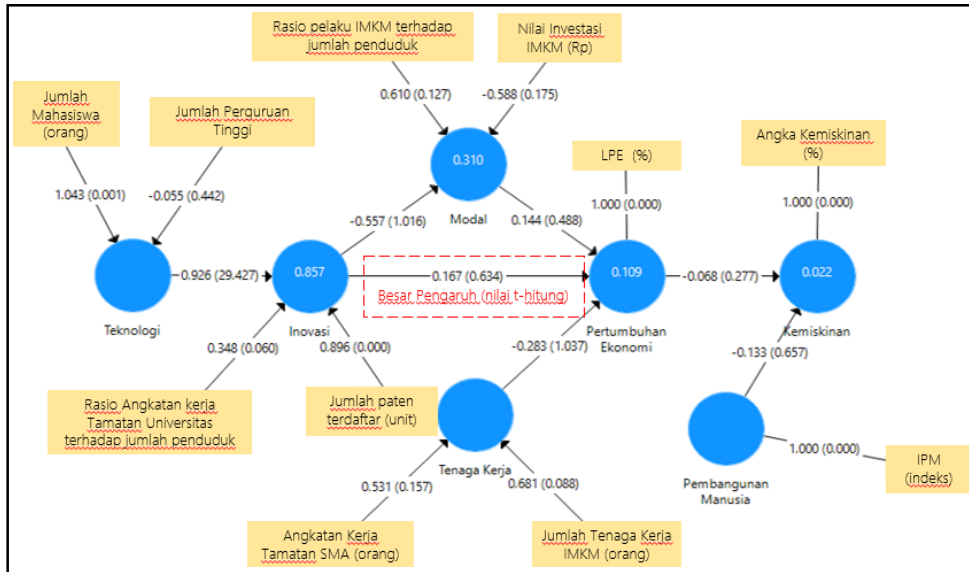 Rasio pelaku IMKM terhadap
jumlah penduduk
Nilai Investasi
IMKM (Rp)
Jumlah
Mahasiswa
(orang)
Jumlah Perguruan
Tinggi
0.610 (0.127)
-0.588 (0.175)
LPE (%)
Angka Kemiskinan
(%)
0.310
Modal
1.043 (0.001)
-0.055 (0.442)
1.000 (0.000)
1.000 (0.000)
-0.557 (1.016)
0.144 (0.488)
Teknologi
0.926 (29.427)
0.857
Inovasi
0.167 (0.634)
Besar Pengaruh (nilai t-hitung)
0.109
Pertumbuhan
Ekonomi
-0.068 (0.277)
0.022
Kemiskinan
0.348 (0.060)
0.896 (0.000)
-0.283 (1.037)
-0.133 (0.657)
Rasio Angkatan kerja
Tamatan Universitas
terhadap jumlah penduduk
Jumlah paten
terdaftar (unit)
Tenaga Kerja
Pembangunan
Manusia
1.000 (0.000)
IPM
(indeks)
0.531 (0.157)
0.681 (0.088)
Angkatan Kerja
Tamatan SMA (orang)
Jumlah Tenaga Kerja
IMKM (orang)